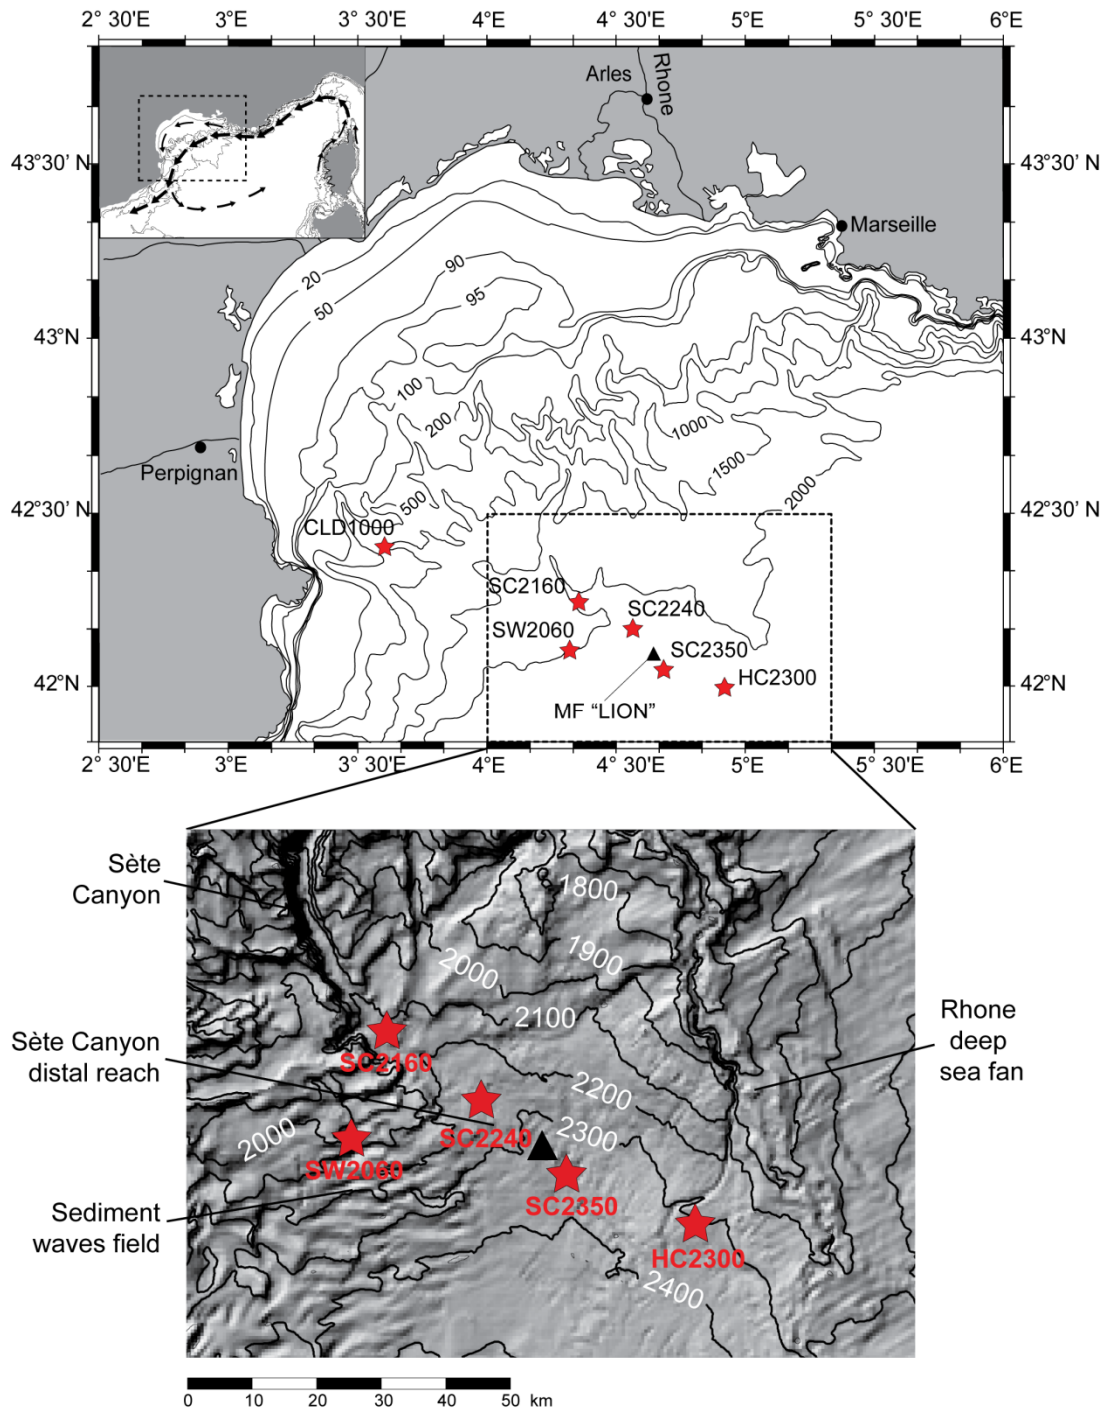 2° 30'E 3°E 3° 30'E 4°E 4° 30'E 5°E 5° 30'E 6°E
Arles
Rhone
43°30' N 43°30' N
Marseille
20
50
90
95
43°N 43°N
100
200
1000
1500
2000
Perpignan
500
42°30' N 42°30' N
CLD1000
SC2160
SC2240
SW2060
SC2350
HC2300
42°N 42°N
MF “LION”
2° 30'E 3°E 3° 30'E 4°E 4° 30'E 5°E 5° 30'E 6°E
Sète
Canyon
1800
1900
2000
2100
Rhone
deep
sea fan
Sète Canyon
distal reach
SC2160
2200
2300
2000
SC2240
SW2060
SC2350
Sediment
waves field
HC2300
2400
0 10 20 30 40 50 km